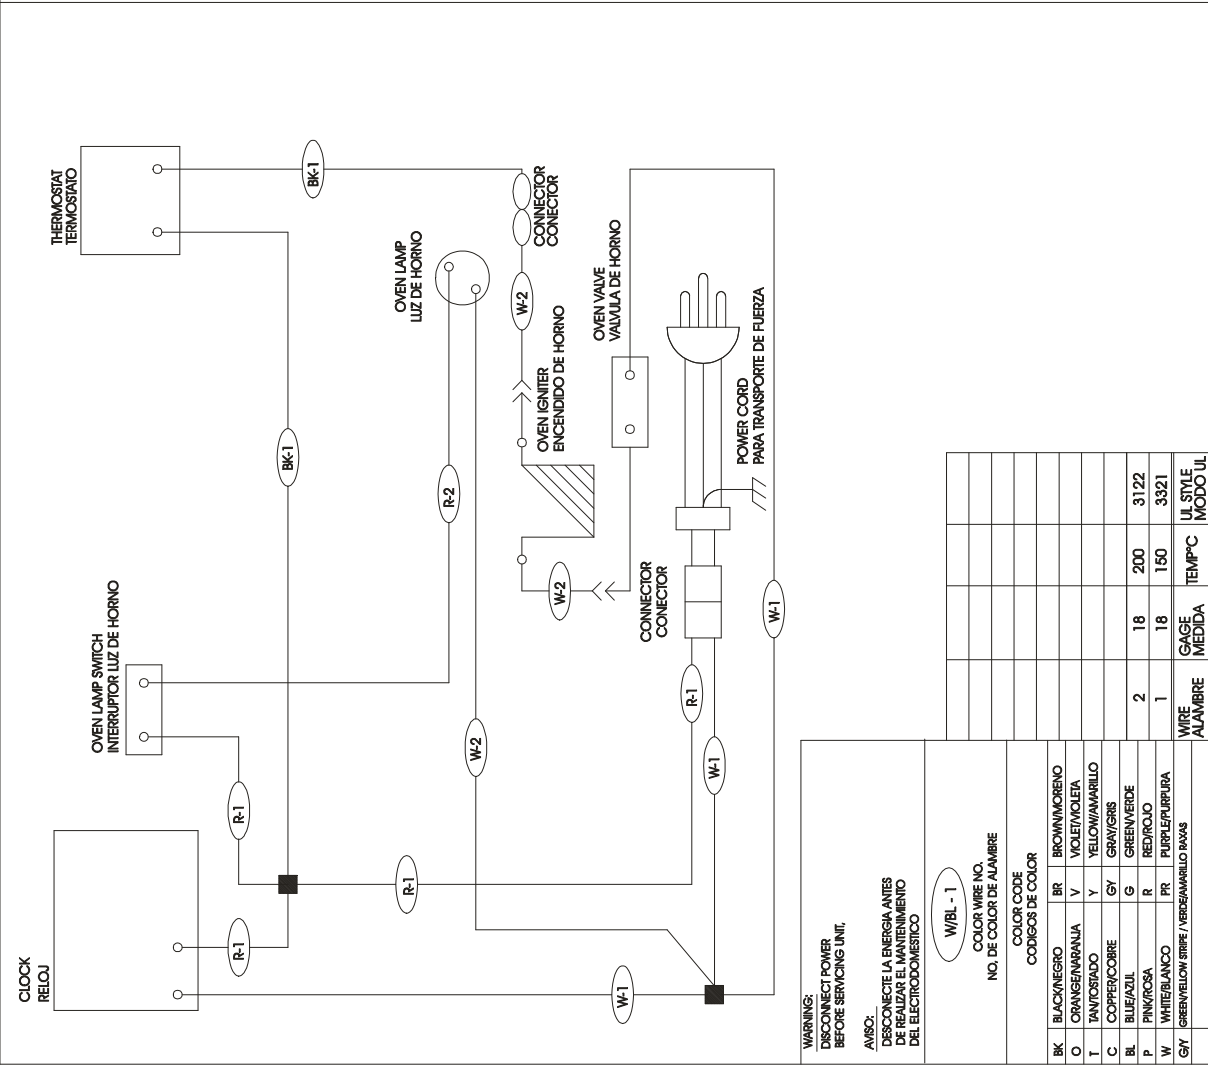 THERMOSTAT
TERMOSTATO
BK-1
CONNECTOR
CONECTOR
OVEN LAMP
LUZ DE HORNO
W-2
OVEN VALVE
VALVULA DE HORNO
OVEN IGNITER
ENCENDIDO DE HORNO
POWER CORD
PARA TRANSPORTE DE FUERZA
BK-1
R-2
OVEN LAMP SWITCH
INTERRUPTOR LUZ DE HORNO
W-2
CONNECTOR
CONECTOR
W-1
R-1
W-2
W-1
R-1
R-1
CLOCK
RELOJ
R-1
W-1
WARNING:
DISCONNECT POWER
BEFORE SERVICING UNIT,
AVISO:
DESCONECTE LA ENERGIA ANTES
DE REALIZAR EL MANTENIMIENTO
DEL ELECTRODOMESTICO
W/BL - 1
COLOR WIRE NO.
NO, DE COLOR DE ALAMBRE
COLOR CODE
CODIGOS DE COLOR
BK BLACK/NEGRO BR BROWN/MORENO
O ORANGE/NARANJA V VIOLET/VIOLETA
T TAN/TOSTADO Y YELLOW/AMARILLO
C COPPER/COBRE GY GRAY/GRIS
BL BLUE/AZUL G GREEN/VERDE
P PINK/ROSA R RED/ROJO
W WHITE/BLANCO PR PURPLE/PURPURA
G/Y GREEN/YELLOW STRIPE / VERDE/AMARILLO RAXAS
2 18 200 3122
1 18 150 3321
WIRE GAGE TEMP°C UL STYLE
ALAMBRE MEDIDA MODO UL